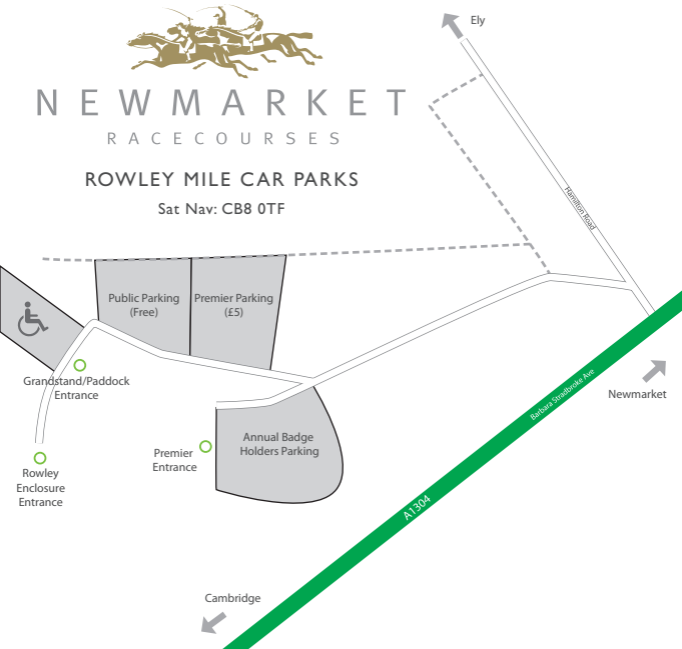 Ely
NEWMARKET
RACECOURSES
ROWLEY MILE CAR PARKS
Sat Nav: CB8 0TF
Hamilton Road
Public Parking
(Free)
Premier Parking
(£5)
Grandstand/Paddock
Entrance
Barbara Stradbroke Ave
Newmarket
Annual Badge
Holders Parking
Premier
Entrance
Rowley
Enclosure
Entrance
A1304
Cambridge